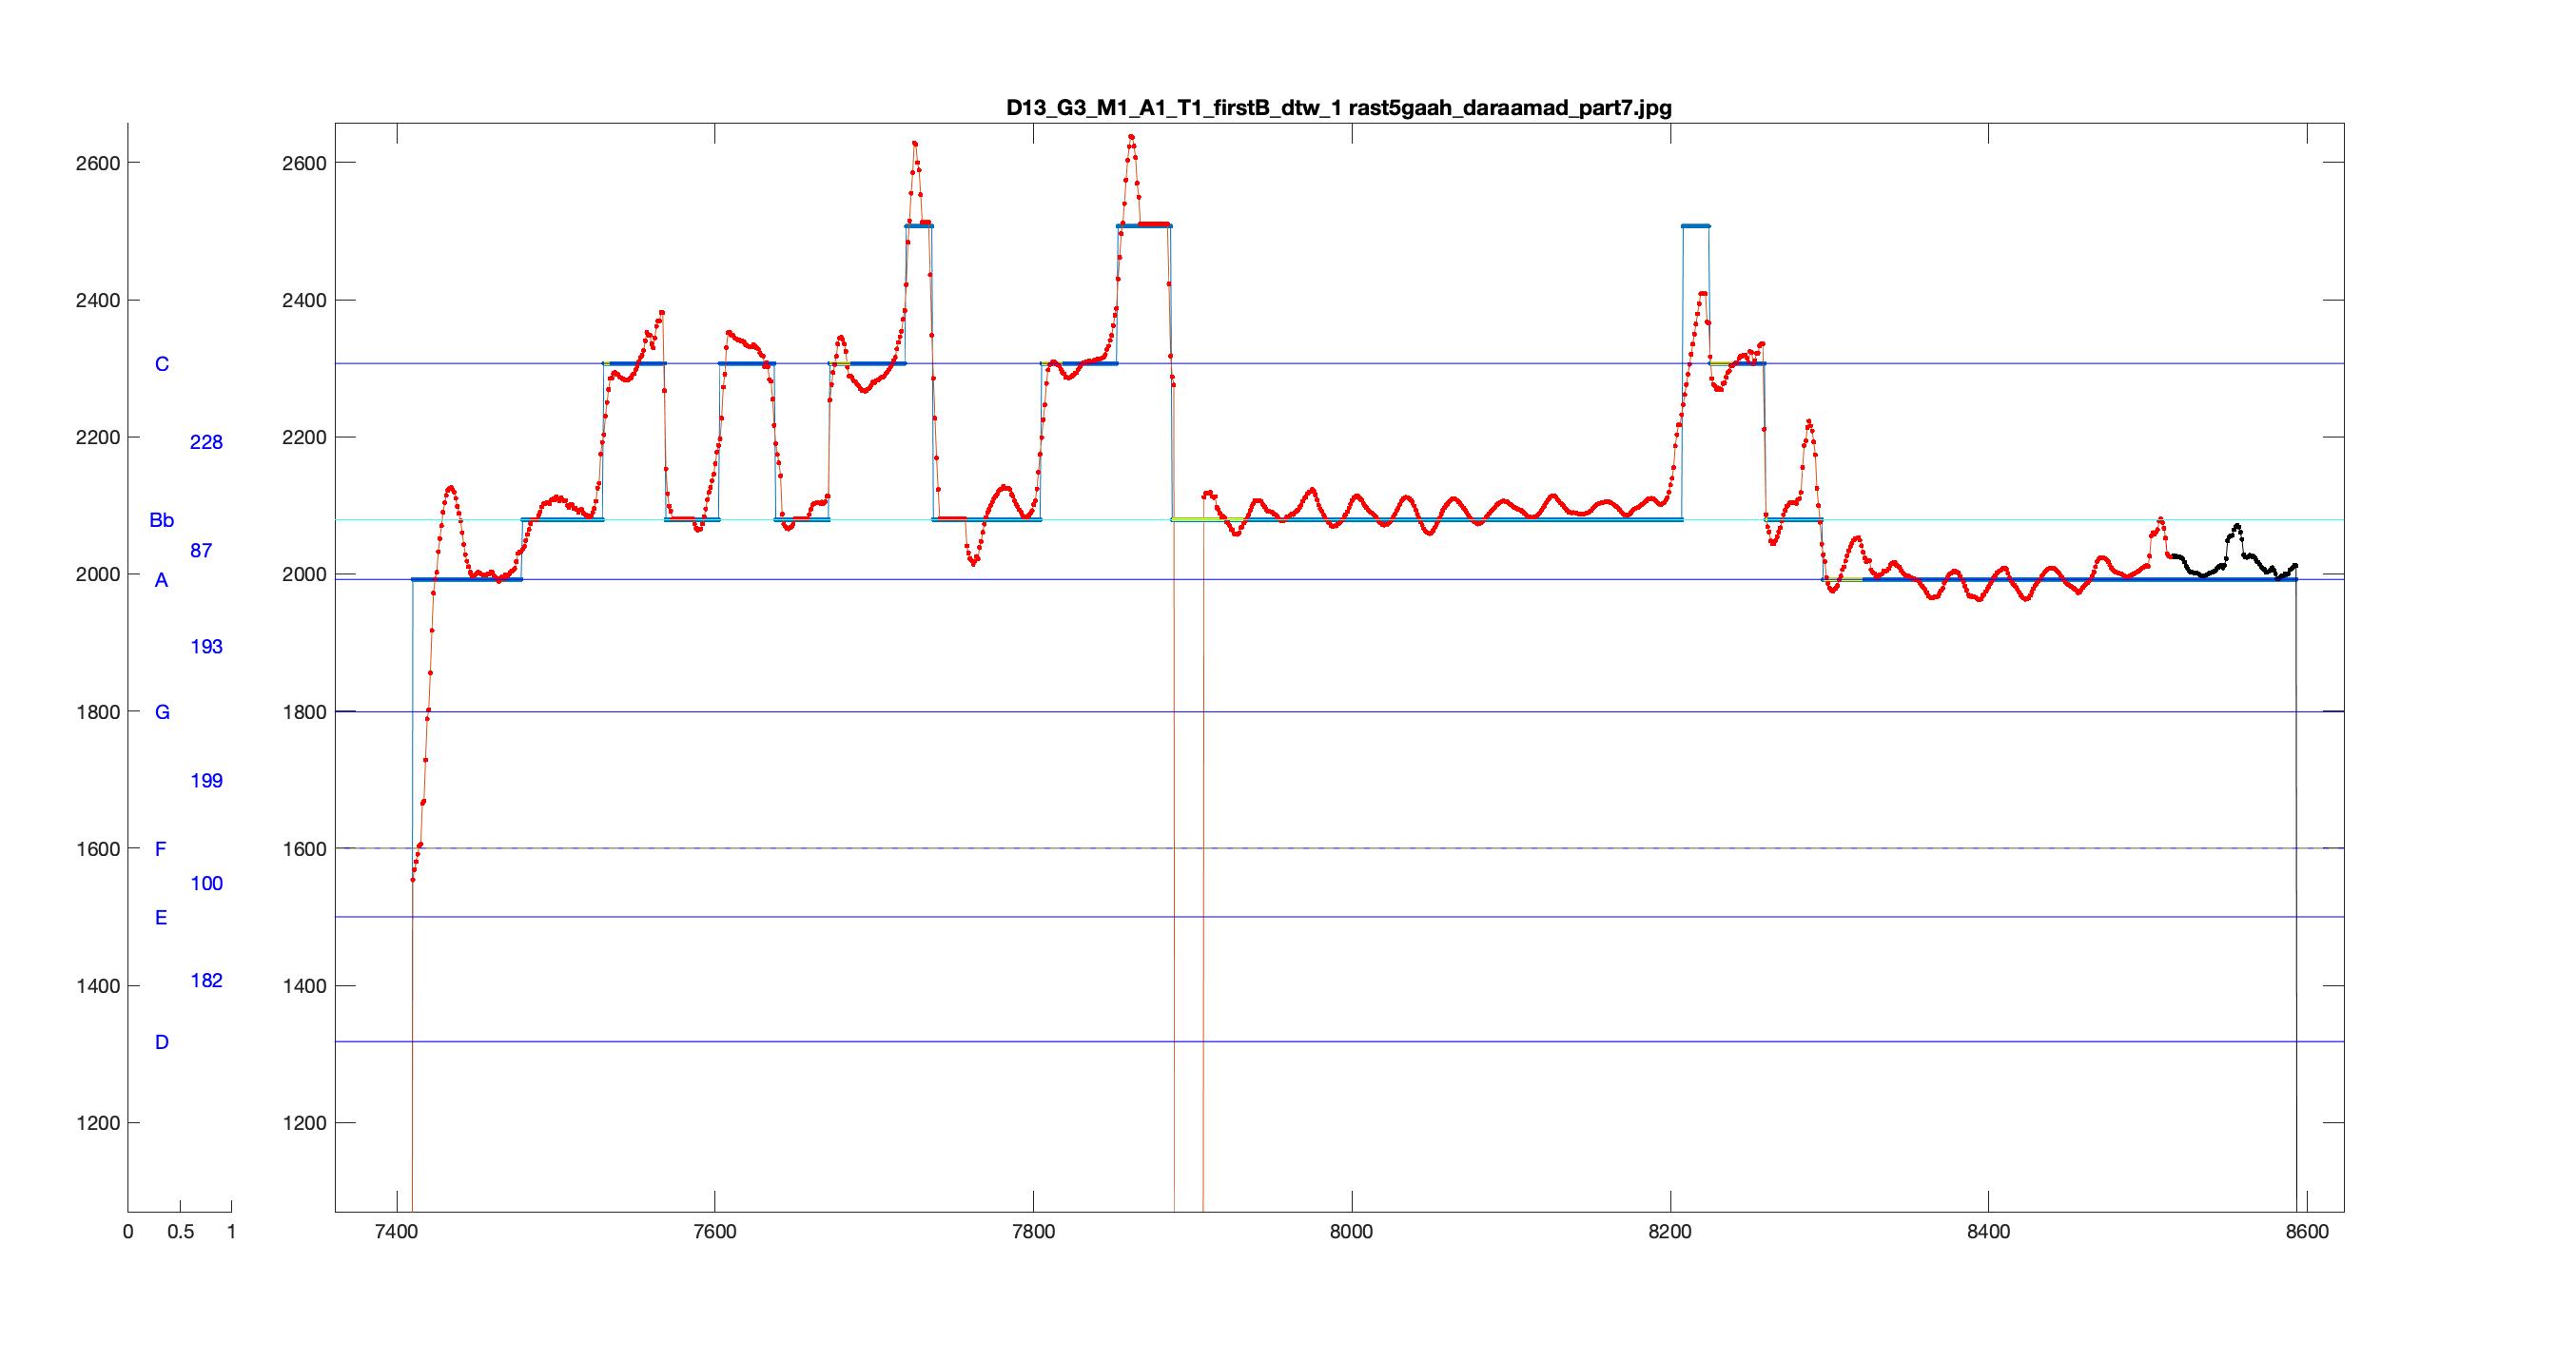 D13_G3_M1_A1_T1_firstB_dtw_1 rast5gaah_daraamad_part7.jpg
2600 2600
2400 2400
C
2200 228 2200
Bb
87
2000 A 2000
193
1800 G 1800
199
1600 F 1600
100
E
1400 182 1400
D
1200 1200
0 0.5 1 7400 7600 7800 8000 8200 8400 8600